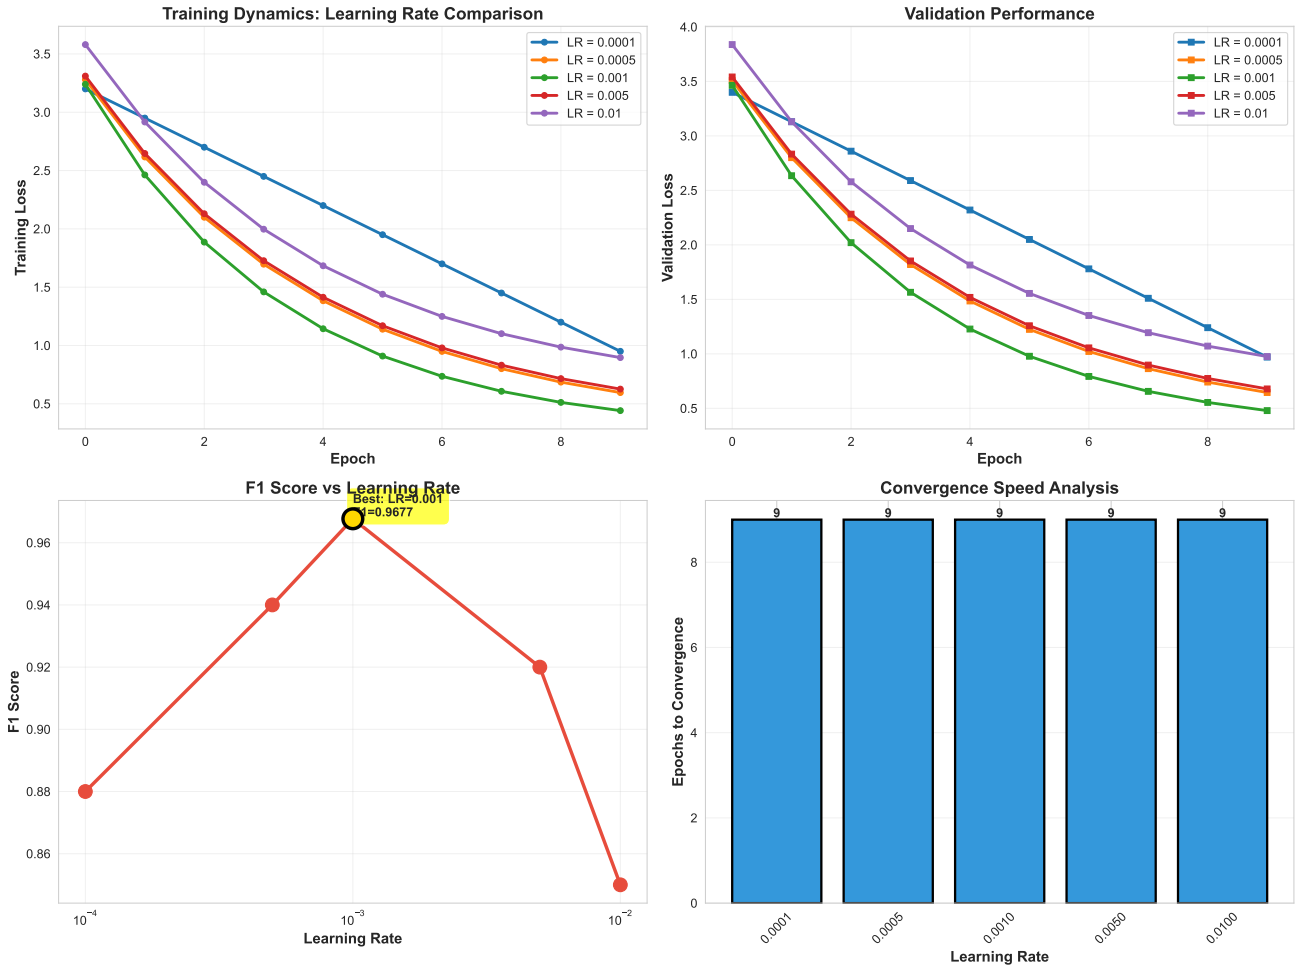 Training Dynamics: Learning Rate Comparison
Training Loss
3.5
3.0
2.5
2.0
1.5
1.0
0.5
0 2 4 6 8
Epoch
LR = 0.0001
LR = 0.0005
LR = 0.001
LR = 0.005
LR = 0.01
Validation Performance
Validation Loss
4.0
3.5
3.0
2.5
2.0
1.5
1.0
0.5
0 2 4 6 8
Epoch
LR = 0.0001
LR = 0.0005
LR = 0.001
LR = 0.005
LR = 0.01
F1 Score vs Learning Rate
Best: LR=0.001
F1=0.9677
F1 Score
0.96
0.94
0.92
0.90
0.88
0.86
10⁻⁴ 10⁻³ 10⁻²
Learning Rate
Convergence Speed Analysis
9 9 9 9 9
Epochs to Convergence
8
6
4
2
0
0.0001 0.0005 0.0010 0.0050 0.0100
Learning Rate